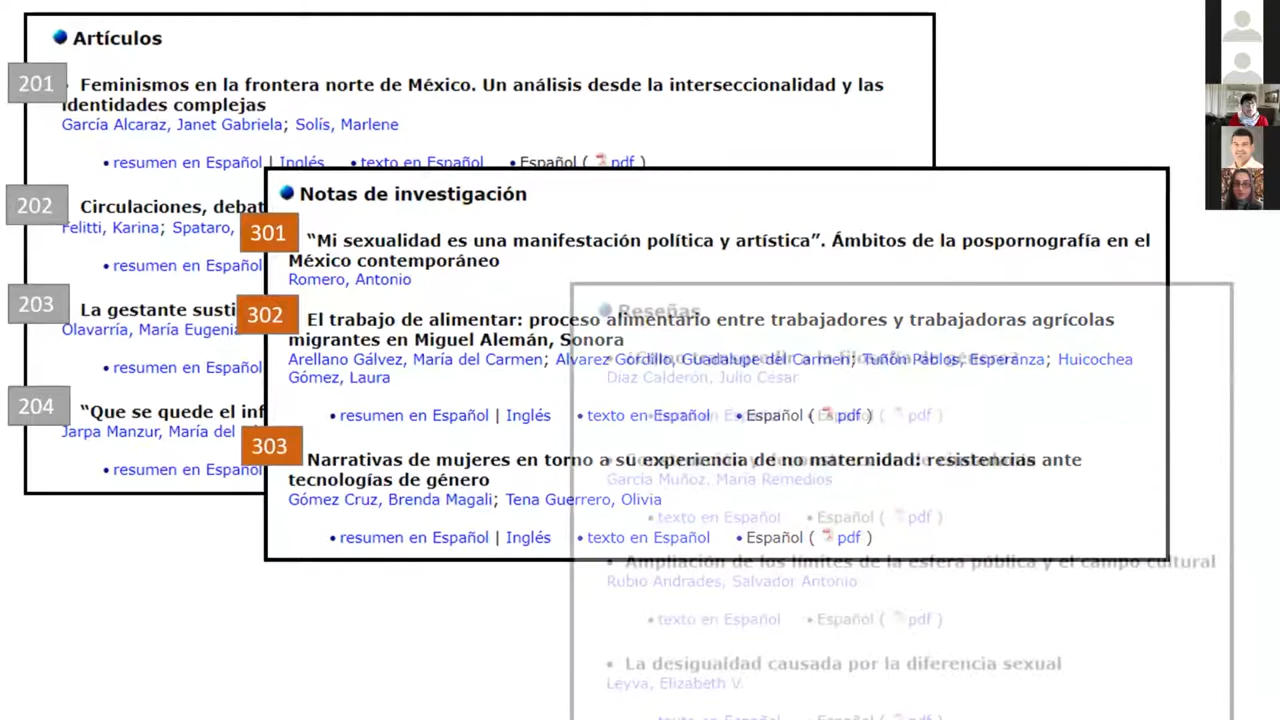 Artículos
201
Feminismos en la frontera norte de México. Un análisis desde la interseccionalidad y las
identidades complejas
García Alcaraz, Janet Gabriela; Solís, Marlene
• resumen en Español | Inglés • texto en Español • Español ( pdf )
202
Circulaciones, debat
Felitti, Karina; Spataro,
• resumen en Español
203
La gestante susti
Olavarría, María Eugenia
• resumen en Español
204
“Que se quede el inf
Jarpa Manzur, María del
• resumen en Español
Notas de investigación
301
“Mi sexualidad es una manifestación política y artística”. Ámbitos de la pospornografía en el
México contemporáneo
Romero, Antonio
302
El trabajo de alimentar: proceso alimentario entre trabajadores y trabajadoras agrícolas
migrantes en Miguel Alemán, Sonora
Arellano Gálvez, María del Carmen; Alvarez Gordillo, Guadalupe del Carmen; Tuñón Pablos, Esperanza; Huicochea
Gómez, Laura
• resumen en Español | Inglés • texto en Español • Español ( pdf )
303
Narrativas de mujeres en torno a su experiencia de no maternidad: resistencias ante
tecnologías de género
Gómez Cruz, Brenda Magali; Tena Guerrero, Olivia
• resumen en Español | Inglés • texto en Español • Español ( pdf )
Reseñas
Díaz Calderón, Julio César
Español ( pdf )
García Muñoz, María Remedios
• texto en Español • Español ( pdf )
• Ampliación de los límites de la esfera pública y el campo cultural
Rubio Andrades, Salvador Antonio
• texto en Español • Español ( pdf )
• La desigualdad causada por la diferencia sexual
Leyva, Elizabeth V.
• texto en Español • Español ( pdf )